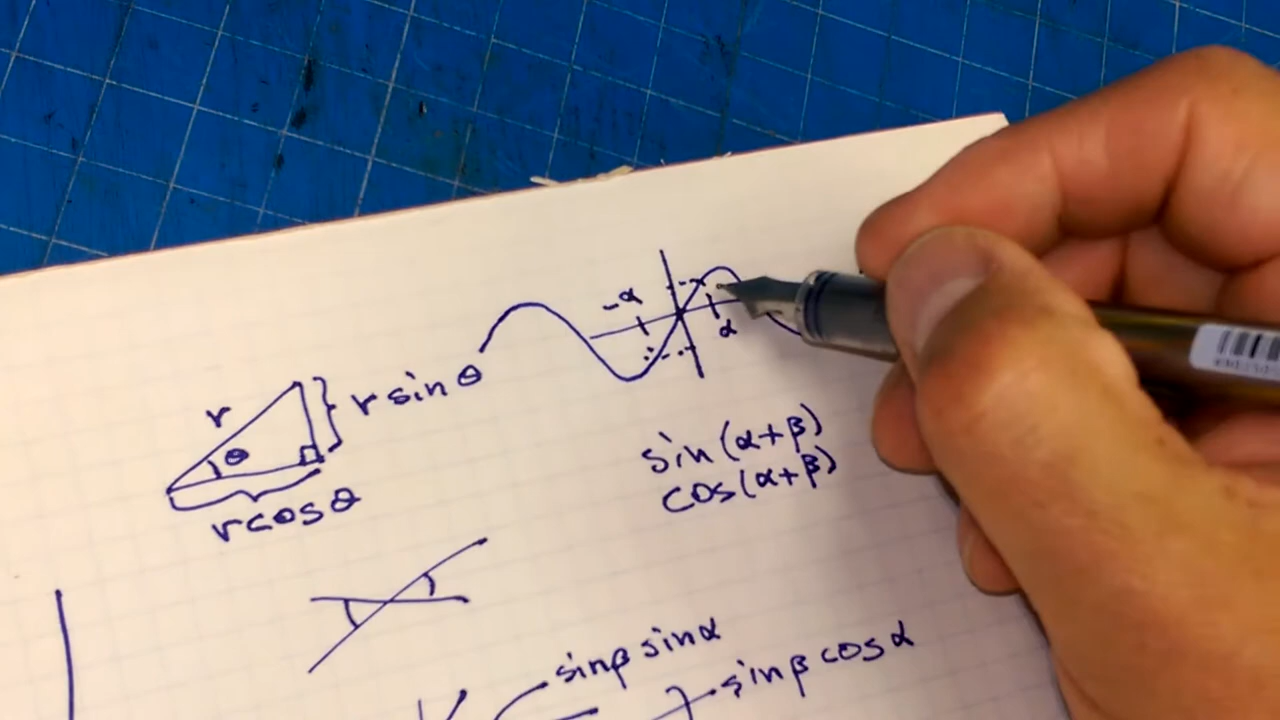 -α
α
r
θ
r sin θ
r cos θ
sin(α+β)
cos(α+β)
sinβ sinα
sinβ cosα